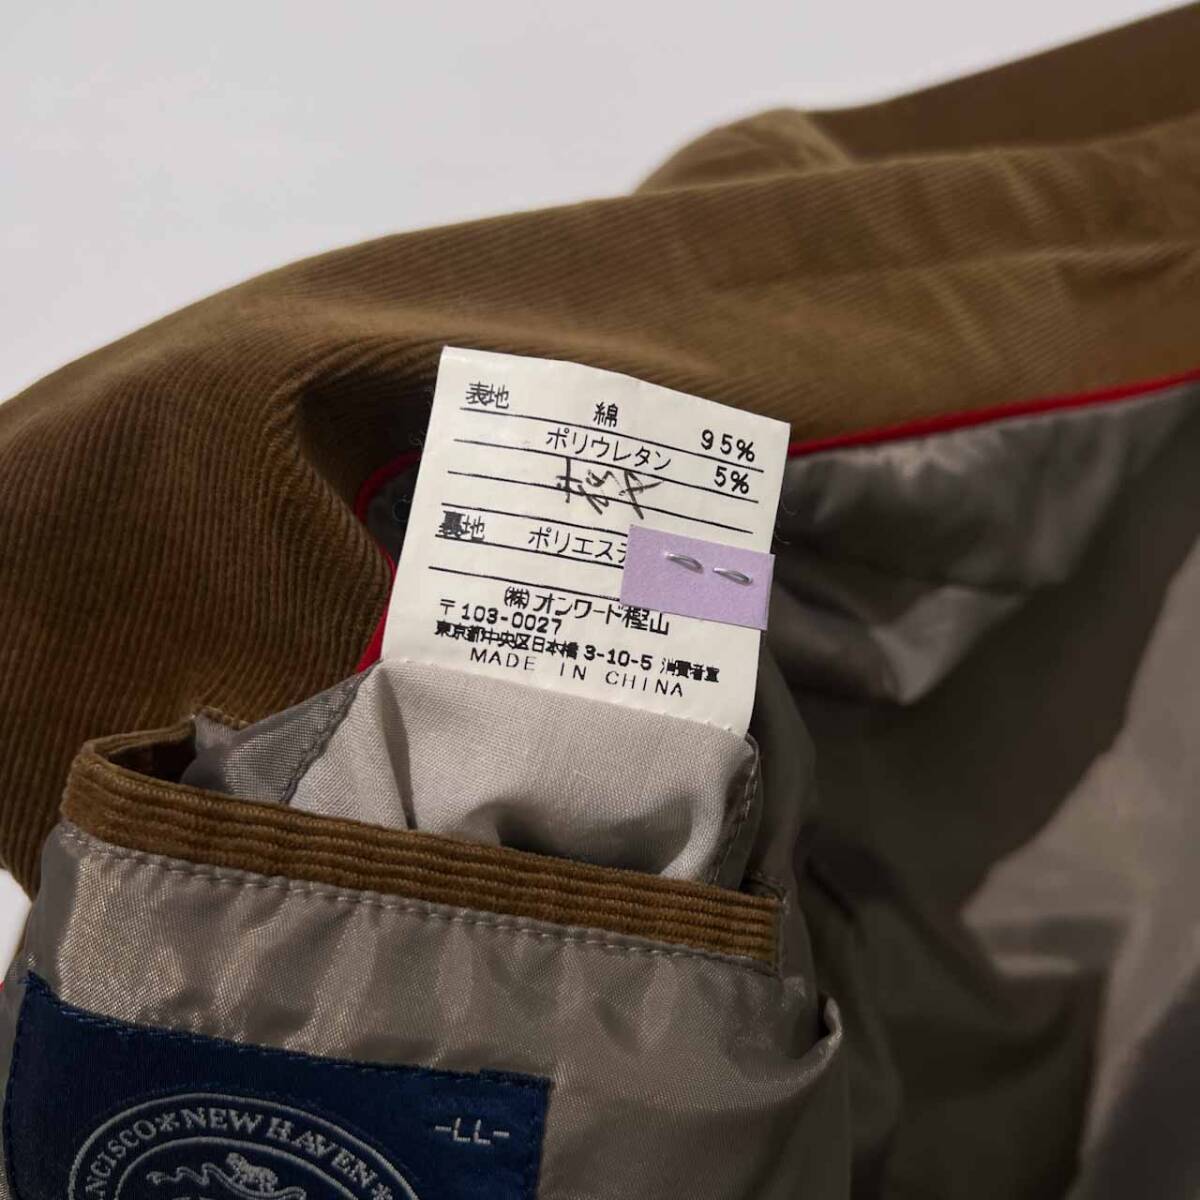 表地 綿 95%
ポリウレタン 5%
裏地 ポリエステ
㈱オンワード樫山
〒103-0027
東京都中央区日本橋 3-10-5 消費者室
MADE IN CHINA
-LL-
NCISCO※NEW HAVEN※